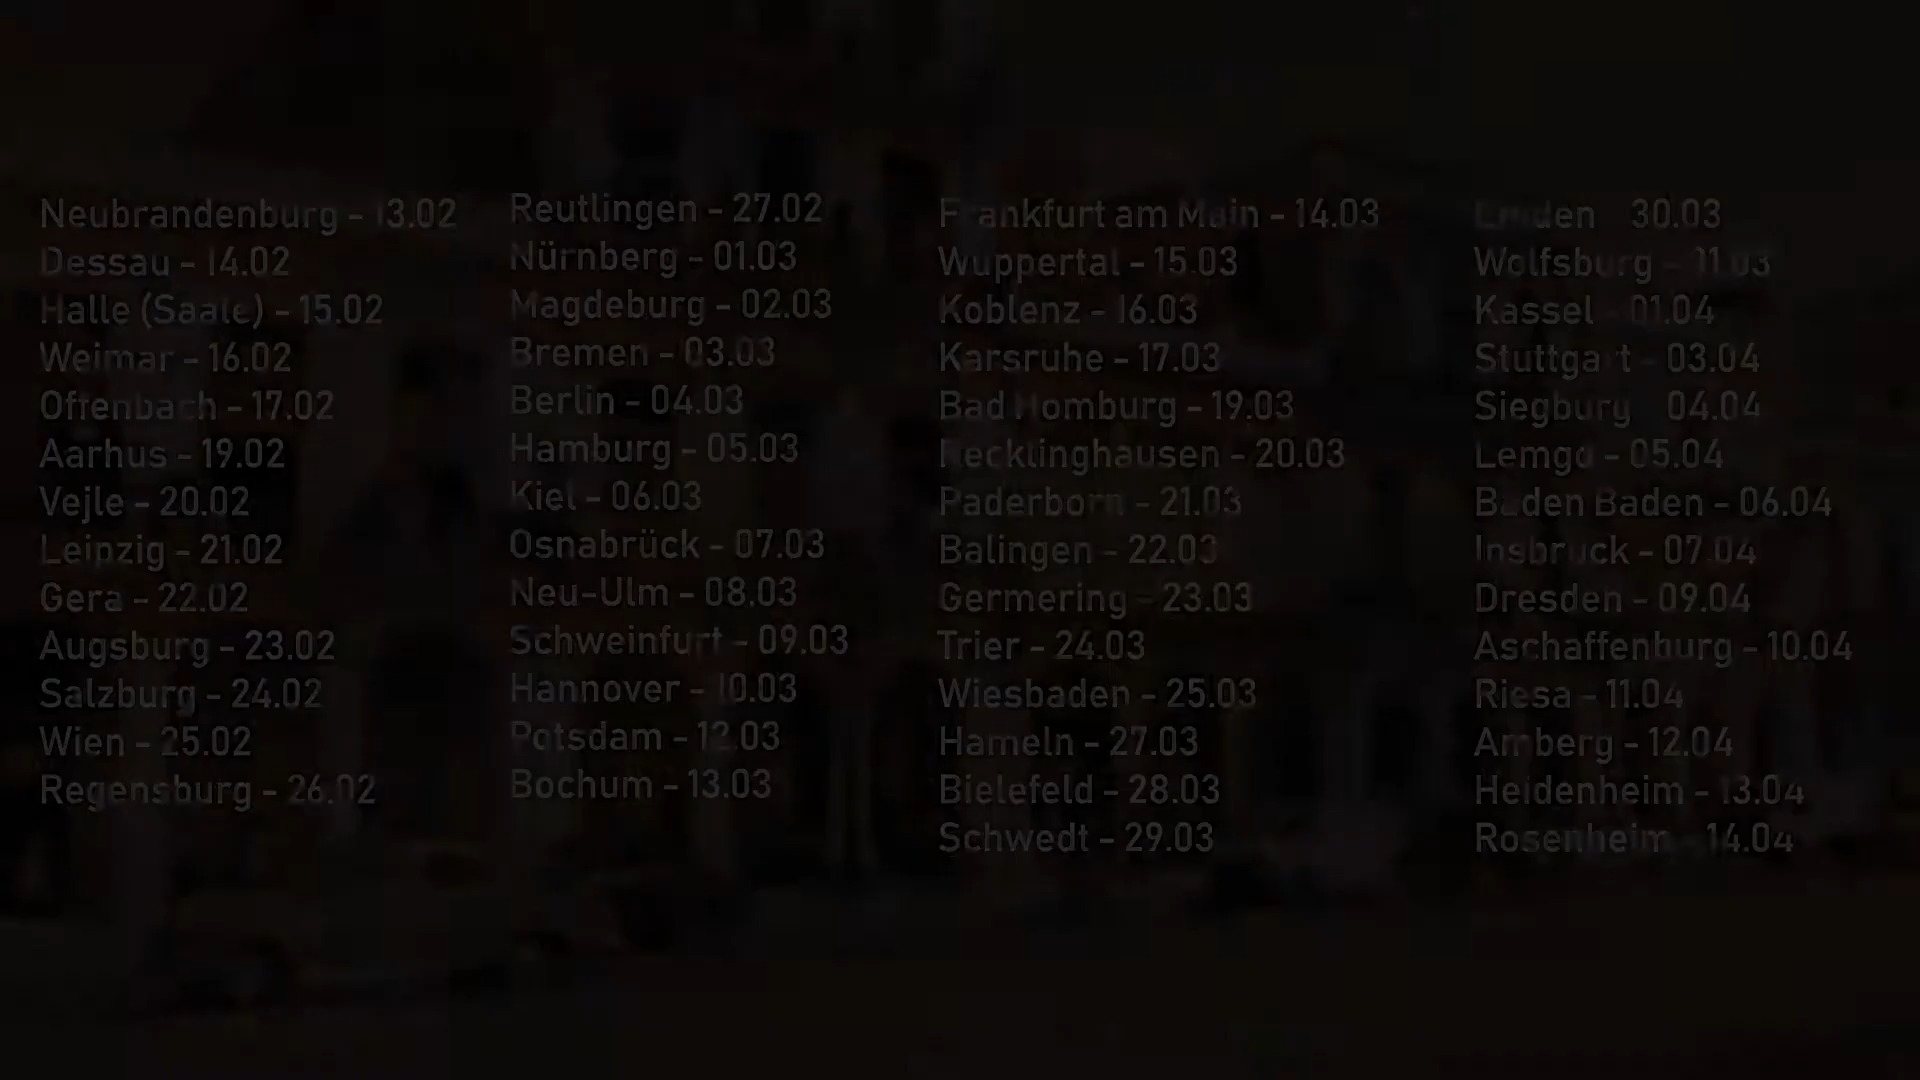 Neubrandenburg - 13.02
Dessau - 14.02
Halle (Saale) - 15.02
Weimar - 16.02
Offenbach - 17.02
Aarhus - 19.02
Vejle - 20.02
Leipzig - 21.02
Gera - 22.02
Augsburg - 23.02
Salzburg - 24.02
Wien - 25.02
Regensburg - 26.02
Reutlingen - 27.02
Nürnberg - 01.03
Magdeburg - 02.03
Bremen - 03.03
Berlin - 04.03
Hamburg - 05.03
Kiel - 06.03
Osnabrück - 07.03
Neu-Ulm - 08.03
Schweinfurt - 09.03
Hannover - 10.03
Potsdam - 12.03
Bochum - 13.03
Frankfurt am Main - 14.03
Wuppertal - 15.03
Koblenz - 16.03
Karsruhe - 17.03
Bad Homburg - 19.03
Recklinghausen - 20.03
Paderborn - 21.03
Balingen - 22.03
Germering - 23.03
Trier - 24.03
Wiesbaden - 25.03
Hameln - 27.03
Bielefeld - 28.03
Schwedt - 29.03
Emden - 30.03
Wolfsburg -
Kassel - 01.04
Stuttgart - 03.04
Siegburg - 04.04
Lemgo - 05.04
Baden Baden - 06.04
Insbruck - 07.04
Dresden - 09.04
Aschaffenburg - 10.04
Riesa - 11.04
Amberg - 12.04
Heidenheim - 13.04
Rosenheim - 14.04